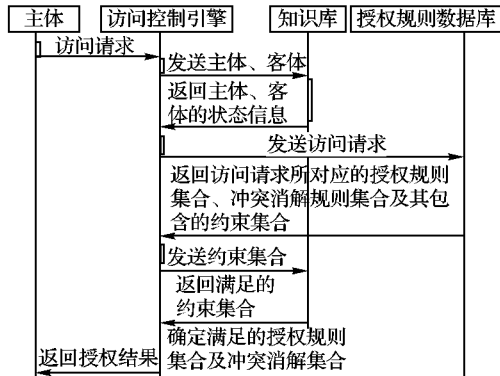 主体 访问控制引擎 知识库 授权规则数据库
访问请求
发送主体、客体
返回主体、客
体的状态信息
发送访问请求
返回访问请求所对应的授权规则
集合、冲突消解规则集合及其包
含的约束集合
发送约束集合
返回满足的
约束集合
确定满足的授权规则
集合及冲突消解集合
返回授权结果